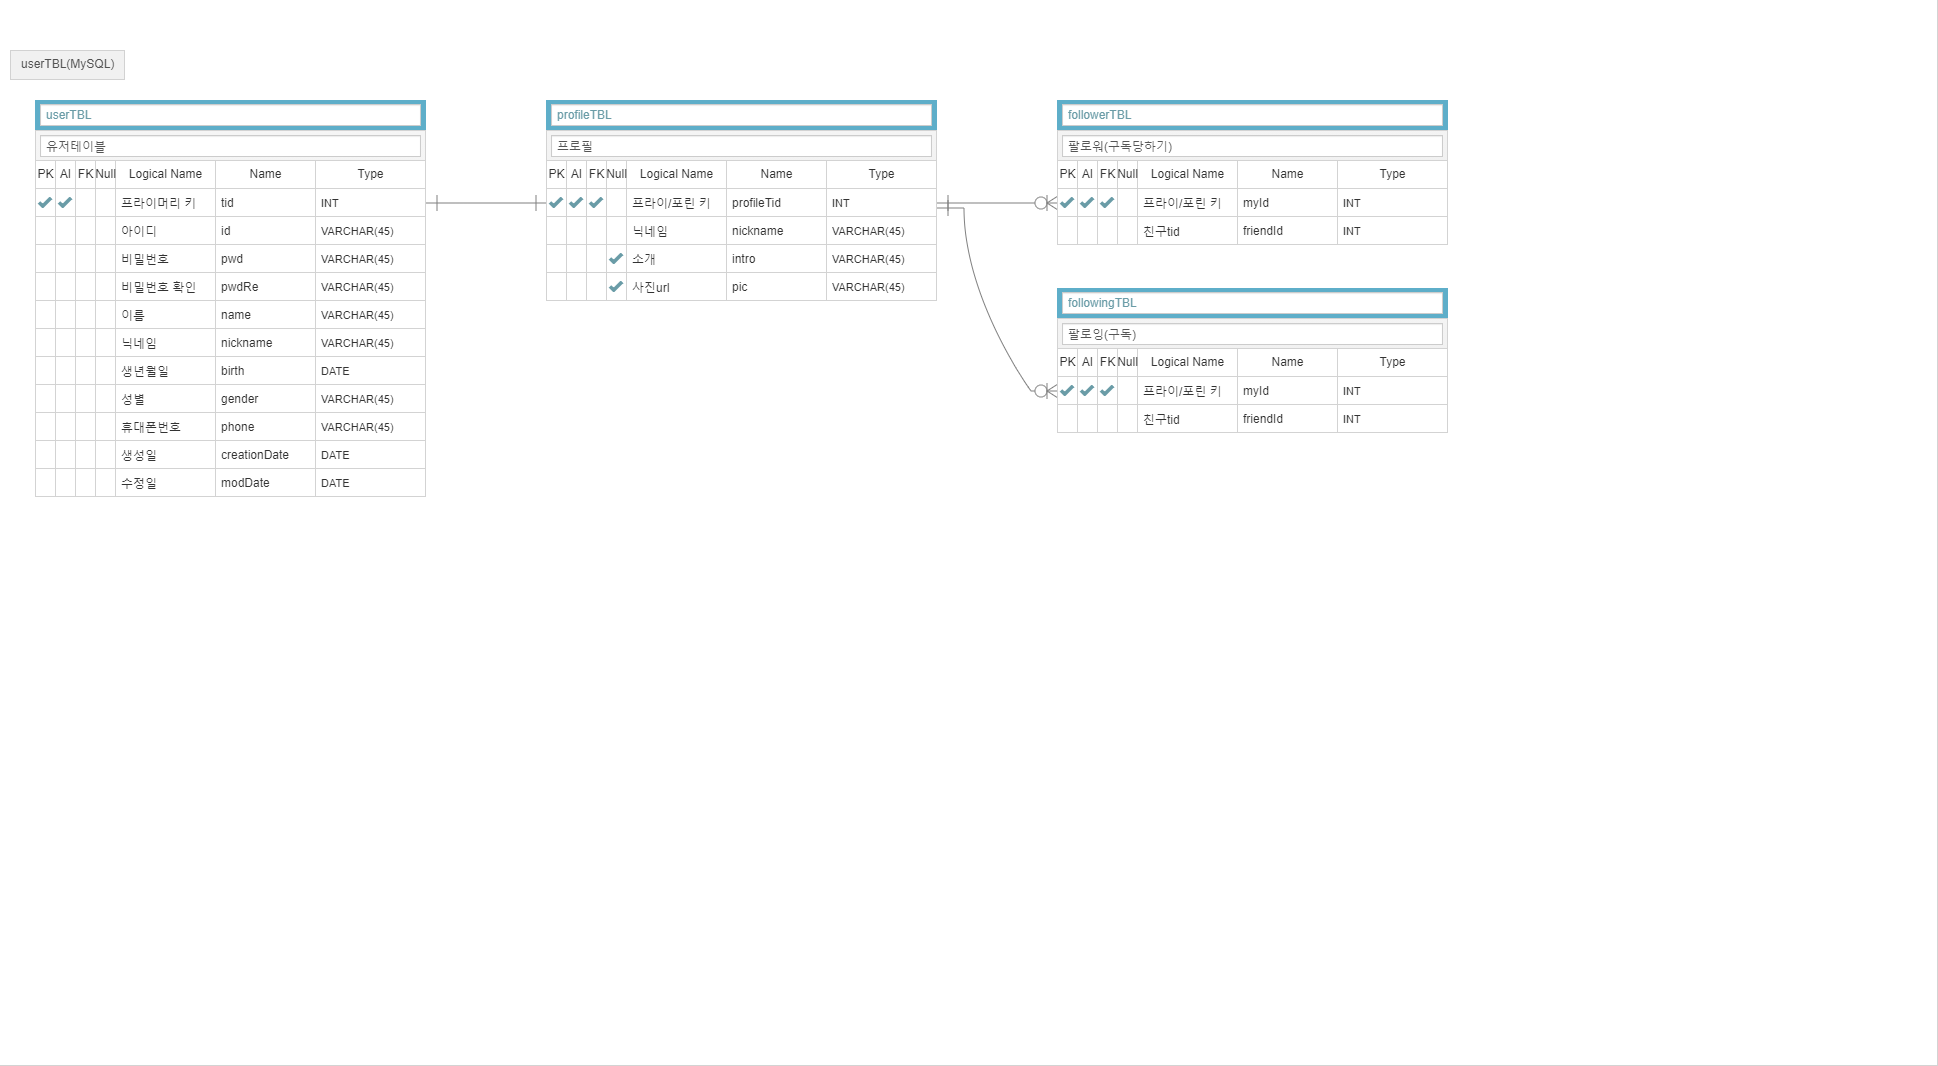 userTBL(MySQL)
userTBL
유저테이블
PK AI FK Null Logical Name Name Type
프라이머리 키 tid INT
아이디 id VARCHAR(45)
비밀번호 pwd VARCHAR(45)
비밀번호 확인 pwdRe VARCHAR(45)
이름 name VARCHAR(45)
닉네임 nickname VARCHAR(45)
생년월일 birth DATE
성별 gender VARCHAR(45)
휴대폰번호 phone VARCHAR(45)
생성일 creationDate DATE
수정일 modDate DATE
profileTBL
프로필
PK AI FK Null Logical Name Name Type
프라이/포린 키 profileTid INT
닉네임 nickname VARCHAR(45)
소개 intro VARCHAR(45)
사진url pic VARCHAR(45)
followerTBL
팔로워(구독당하기)
PK AI FK Null Logical Name Name Type
프라이/포린 키 myId INT
친구tid friendId INT
followingTBL
팔로잉(구독)
PK AI FK Null Logical Name Name Type
프라이/포린 키 myId INT
친구tid friendId INT